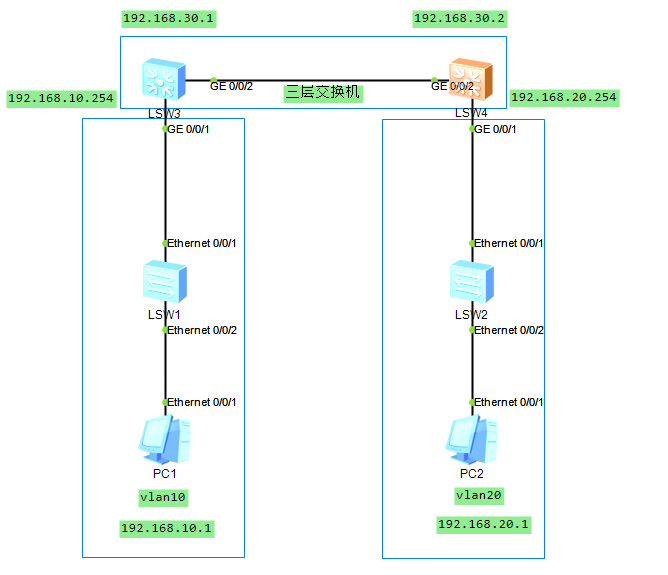 192.168.30.1
192.168.30.2
GE 0/0/2
GE 0/0/2
三层交换机
192.168.10.254
192.168.20.254
LSW3
LSW4
GE 0/0/1
GE 0/0/1
Ethernet 0/0/1
Ethernet 0/0/1
LSW1
LSW2
Ethernet 0/0/2
Ethernet 0/0/2
Ethernet 0/0/1
Ethernet 0/0/1
PC1
PC2
vlan10
vlan20
192.168.10.1
192.168.20.1